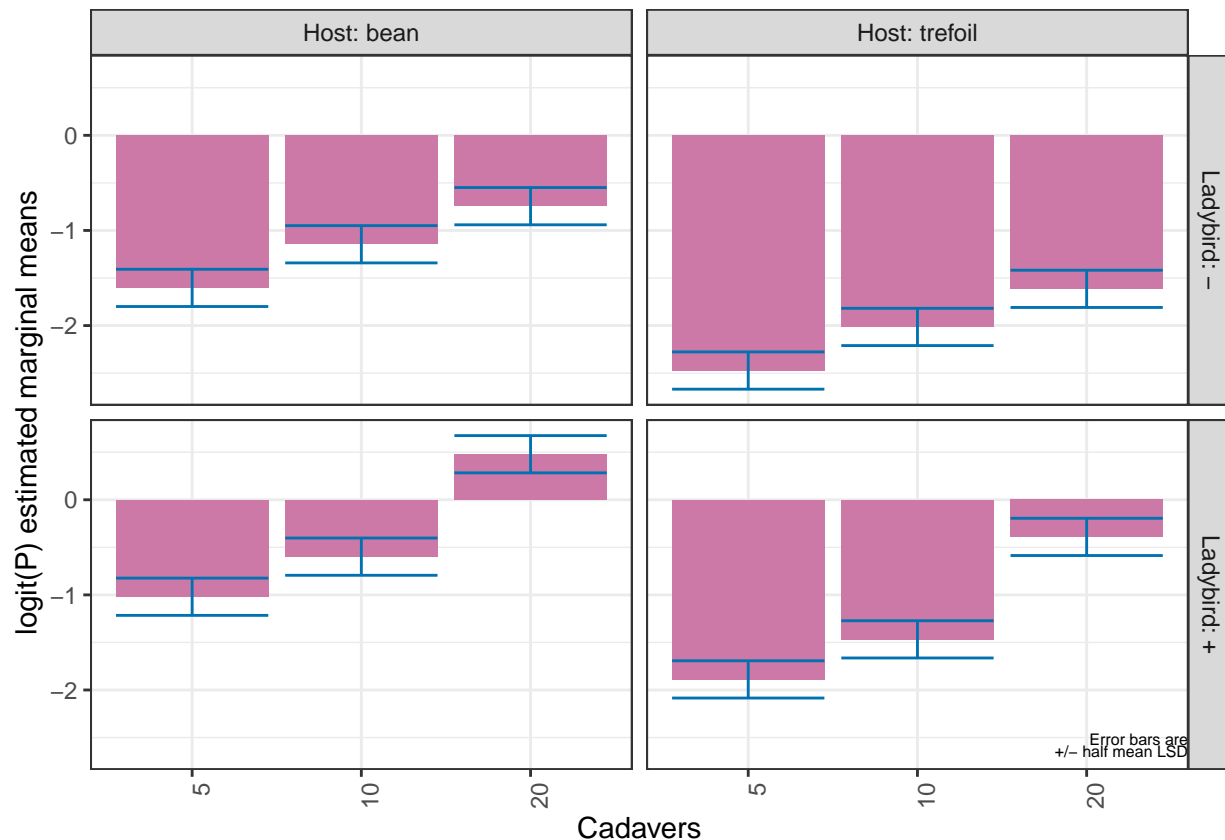 Host: bean
Host: trefoil
logit(P) estimated marginal means
0
−1
−2
Ladybird: −
0
−1
−2
Ladybird: +
Error bars are
+/− half mean LSD
5
10
20
5
10
20
Cadavers